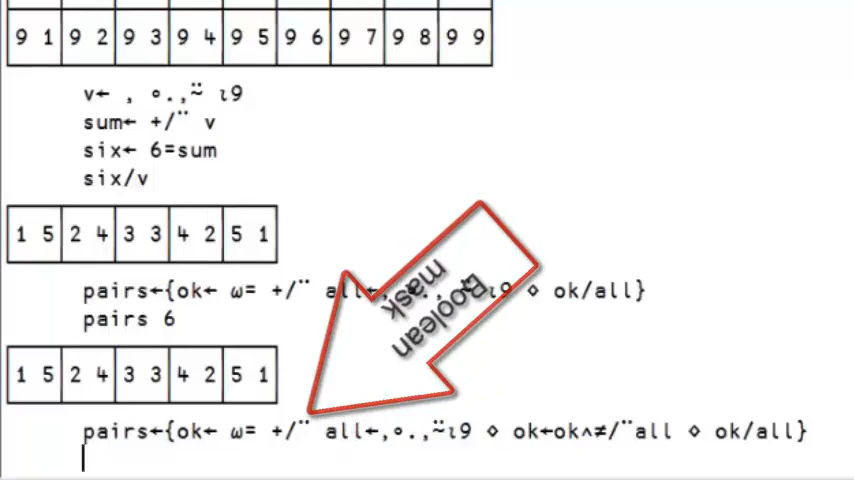 9 1 9 2 9 3 9 4 9 5 9 6 9 7 9 8 9 9
v← , ∘.,⍨ ⍳9
sum← +/¨ v
six← 6=sum
six/v
1 5 2 4 3 3 4 2 5 1
pairs←{ok← ⍵= +/¨ all←,∘.,⍨⍳9 ⋄ ok/all}
pairs 6
Boolean
mask
1 5 2 4 3 3 4 2 5 1
pairs←{ok← ⍵= +/¨ all←,∘.,⍨⍳9 ⋄ ok←ok∧≠/¨all ⋄ ok/all}